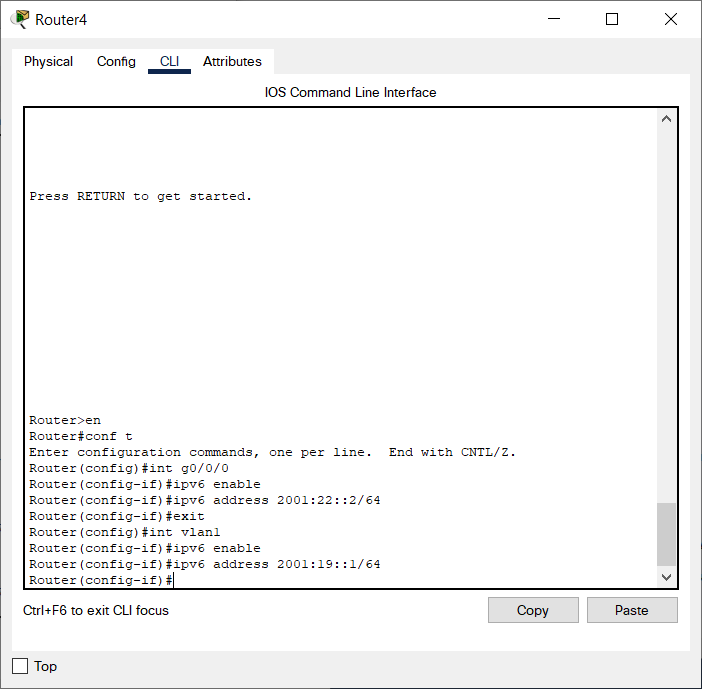 Router4
Physical Config CLI Attributes
IOS Command Line Interface
Press RETURN to get started.
Router>en
Router#conf t
Enter configuration commands, one per line.  End with CNTL/Z.
Router(config)#int g0/0/0
Router(config-if)#ipv6 enable
Router(config-if)#ipv6 address 2001:22::2/64
Router(config-if)#exit
Router(config)#int vlan1
Router(config-if)#ipv6 enable
Router(config-if)#ipv6 address 2001:19::1/64
Router(config-if)#
Ctrl+F6 to exit CLI focus
Copy Paste
Top